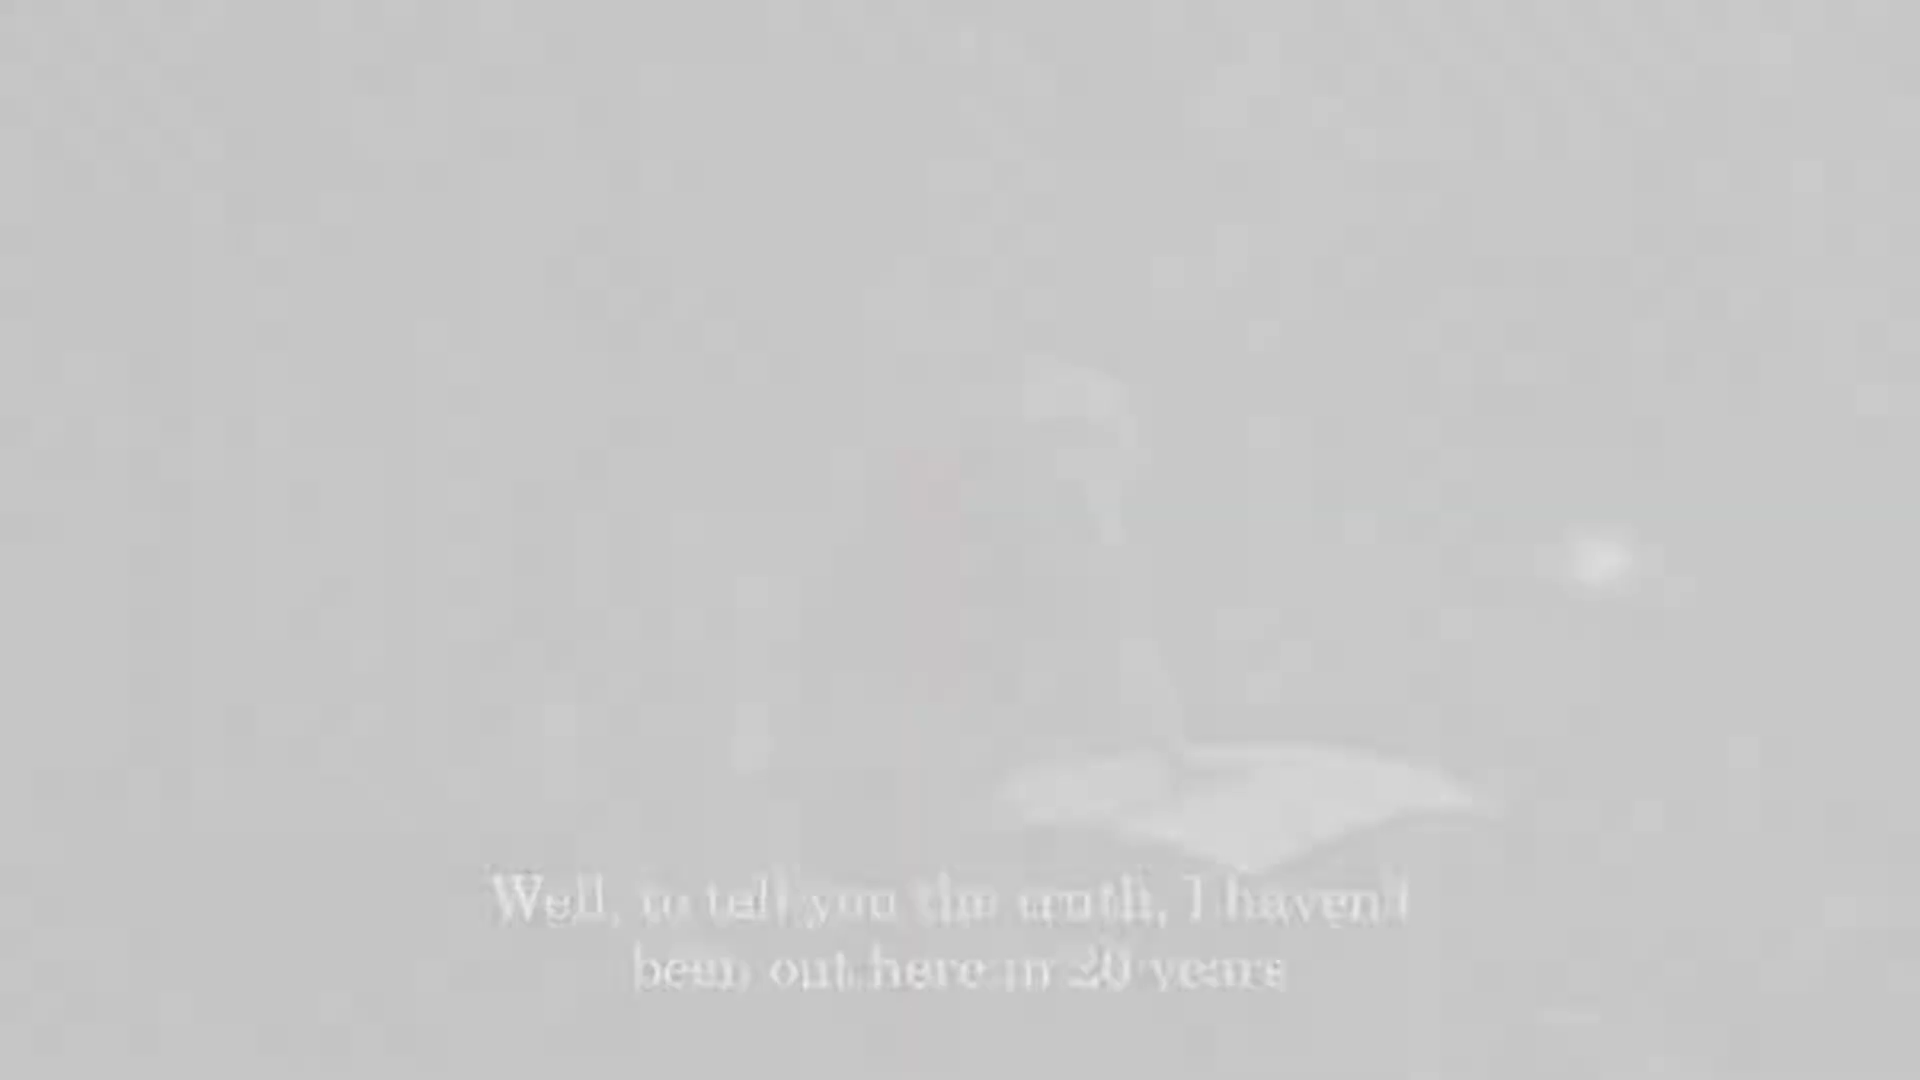 Well, to tell you the truth, I haven't
been out here in 20 years